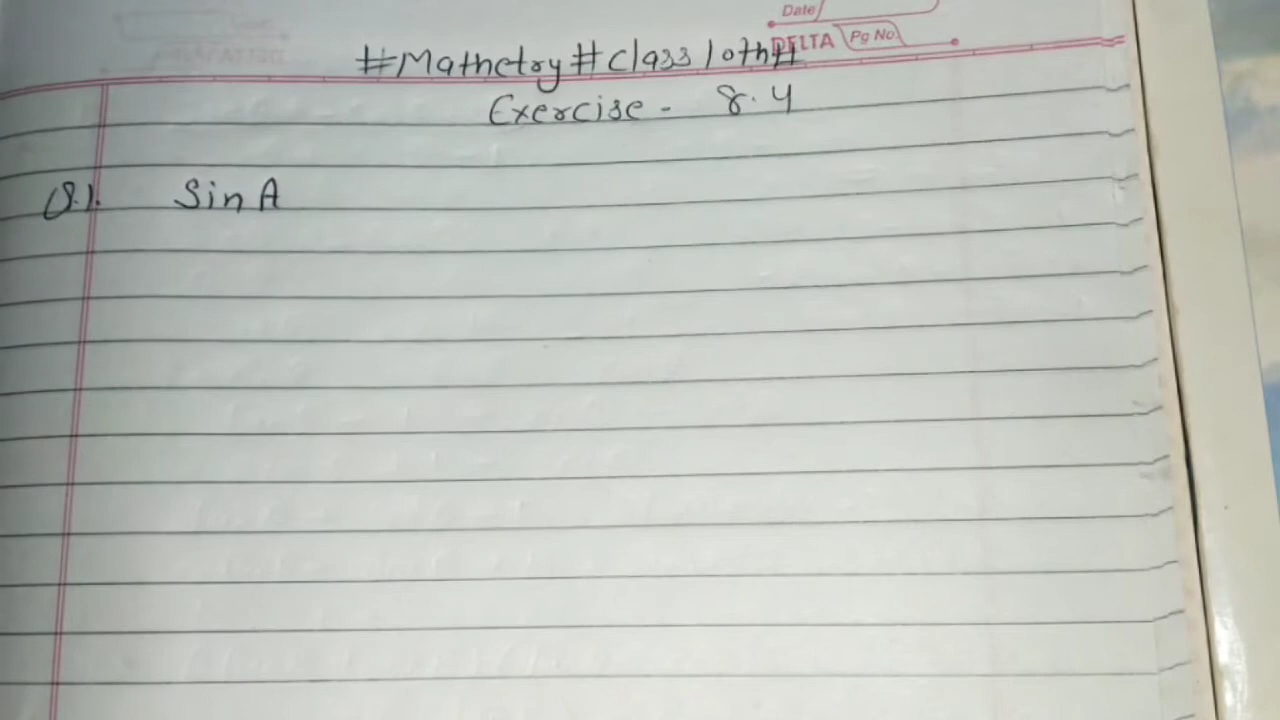 Date
DELTA Pg No.
#Mathetry#Class10th#
Exercise - 8.4
Q.1. Sin A